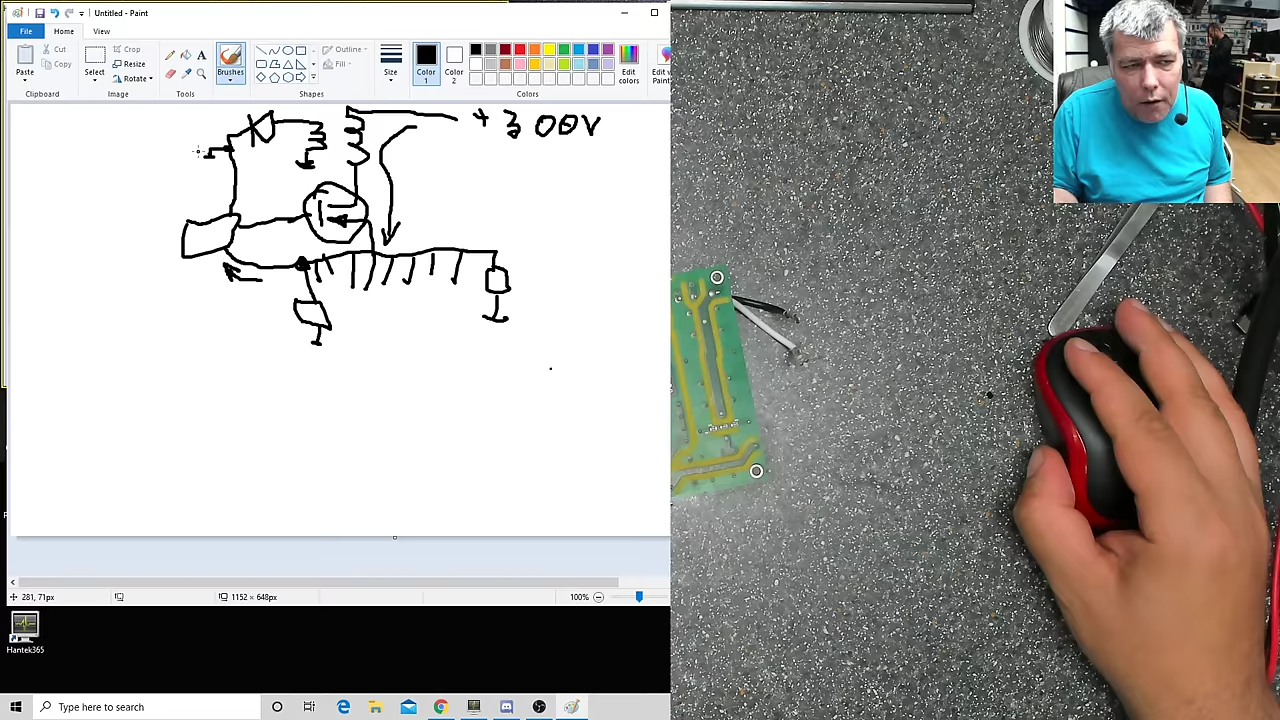 Untitled - Paint
File Home View
Paste
Cut
Copy
Clipboard
Select
Crop
Resize
Rotate
Image
Tools
Brushes
Shapes
Outline
Fill
Size
Color 1
Color 2
Colors
Edit colors
+ 300V
281, 71px
1152 × 648px
100%
Hantek365
Type here to search